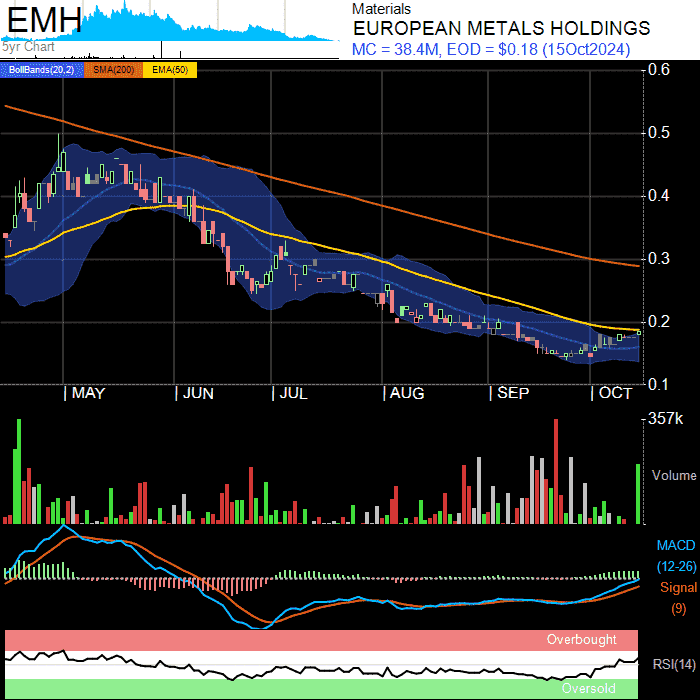 EMH
5yr Chart
Materials
EUROPEAN METALS HOLDINGS
MC = 38.4M, EOD = $0.18 (15Oct2024)
BollBands(20,2) SMA(200) EMA(50)
0.6
0.5
0.4
0.3
0.2
0.1
| MAY | JUN | JUL | AUG | SEP | OCT
357k
Volume
MACD
(12-26)
Signal
(9)
Overbought
RSI(14)
Oversold